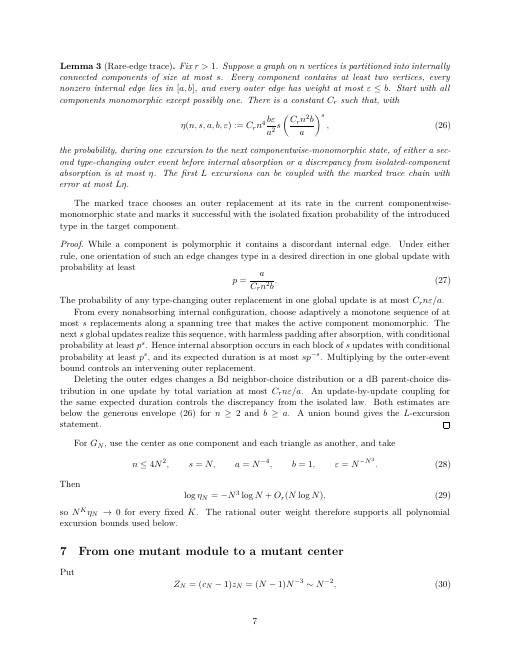 Lemma 3 (Rare-edge trace). Fix r > 1. Suppose a graph on n vertices is partitioned into internally
connected components of size at most s. Every component contains at least two vertices, every
nonzero internal edge lies in [a, b], and every outer edge has weight at most ε ≤ b. Start with all
components monomorphic except possibly one. There is a constant C_r such that, with
η(n, s, a, b, ε) := C_r n^4 \frac{bε}{a^2} s \left( \frac{C_r n^2 b}{a} \right)^s, (26)
the probability, during one excursion to the next componentwise-monomorphic state, of either a sec-
ond type-changing outer event before internal absorption or a discrepancy from isolated-component
absorption is at most η. The first L excursions can be coupled with the marked trace chain with
error at most Lη.
The marked trace chooses an outer replacement at its rate in the current componentwise-
monomorphic state and marks it successful with the isolated fixation probability of the introduced
type in the target component.
Proof. While a component is polymorphic it contains a discordant internal edge. Under either
rule, one orientation of such an edge changes type in a desired direction in one global update with
probability at least
p = \frac{a}{C_r n^2 b}. (27)
The probability of any type-changing outer replacement in one global update is at most C_r nε/a.
From every nonabsorbing internal configuration, choose adaptively a monotone sequence of at
most s replacements along a spanning tree that makes the active component monomorphic. The
next s global updates realize this sequence, with harmless padding after absorption, with conditional
probability at least p^s. Hence internal absorption occurs in each block of s updates with conditional
probability at least p^s, and its expected duration is at most sp^{-s}. Multiplying by the outer-event
bound controls an intervening outer replacement.
Deleting the outer edges changes a Bd neighbor-choice distribution or a dB parent-choice dis-
tribution in one update by total variation at most C_r nε/a. An update-by-update coupling for
the same expected duration controls the discrepancy from the isolated law. Both estimates are
below the generous envelope (26) for n ≥ 2 and b ≥ a. A union bound gives the L-excursion
statement. □
For G_N, use the center as one component and each triangle as another, and take
n ≤ 4N^2, s = N, a = N^{-4}, b = 1, ε = N^{-N^3}. (28)
Then
log η_N = −N^3 log N + O_r(N log N), (29)
so N^K η_N → 0 for every fixed K. The rational outer weight therefore supports all polynomial
excursion bounds used below.
7 From one mutant module to a mutant center
Put
Z_N = (c_N − 1)z_N = (N − 1)N^{-3} ∼ N^{-2}, (30)
7